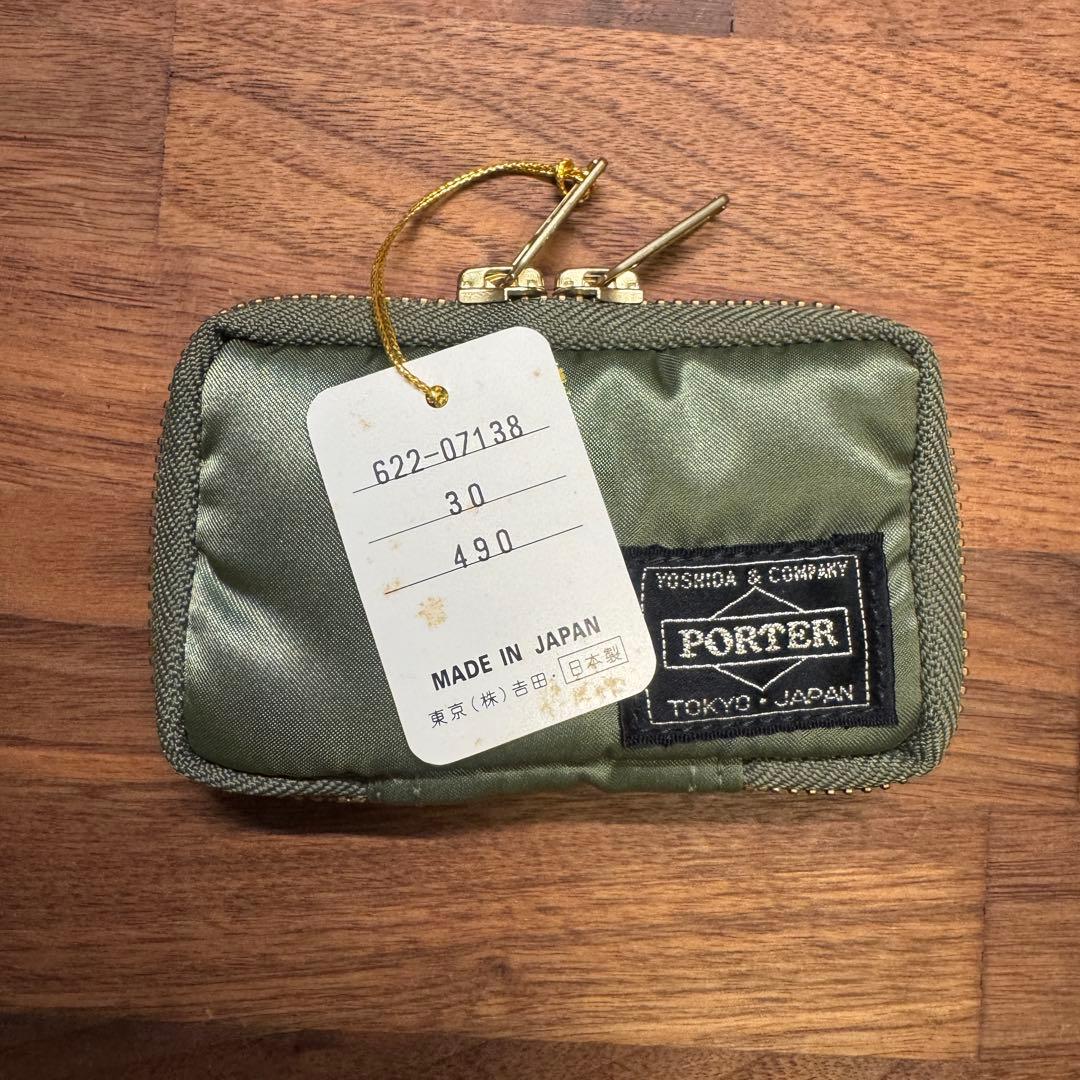 622-07138
30
490
MADE IN JAPAN
東京(株)吉田・日本製
YOSHIDA & COMPANY
PORTER
TOKYO・JAPAN